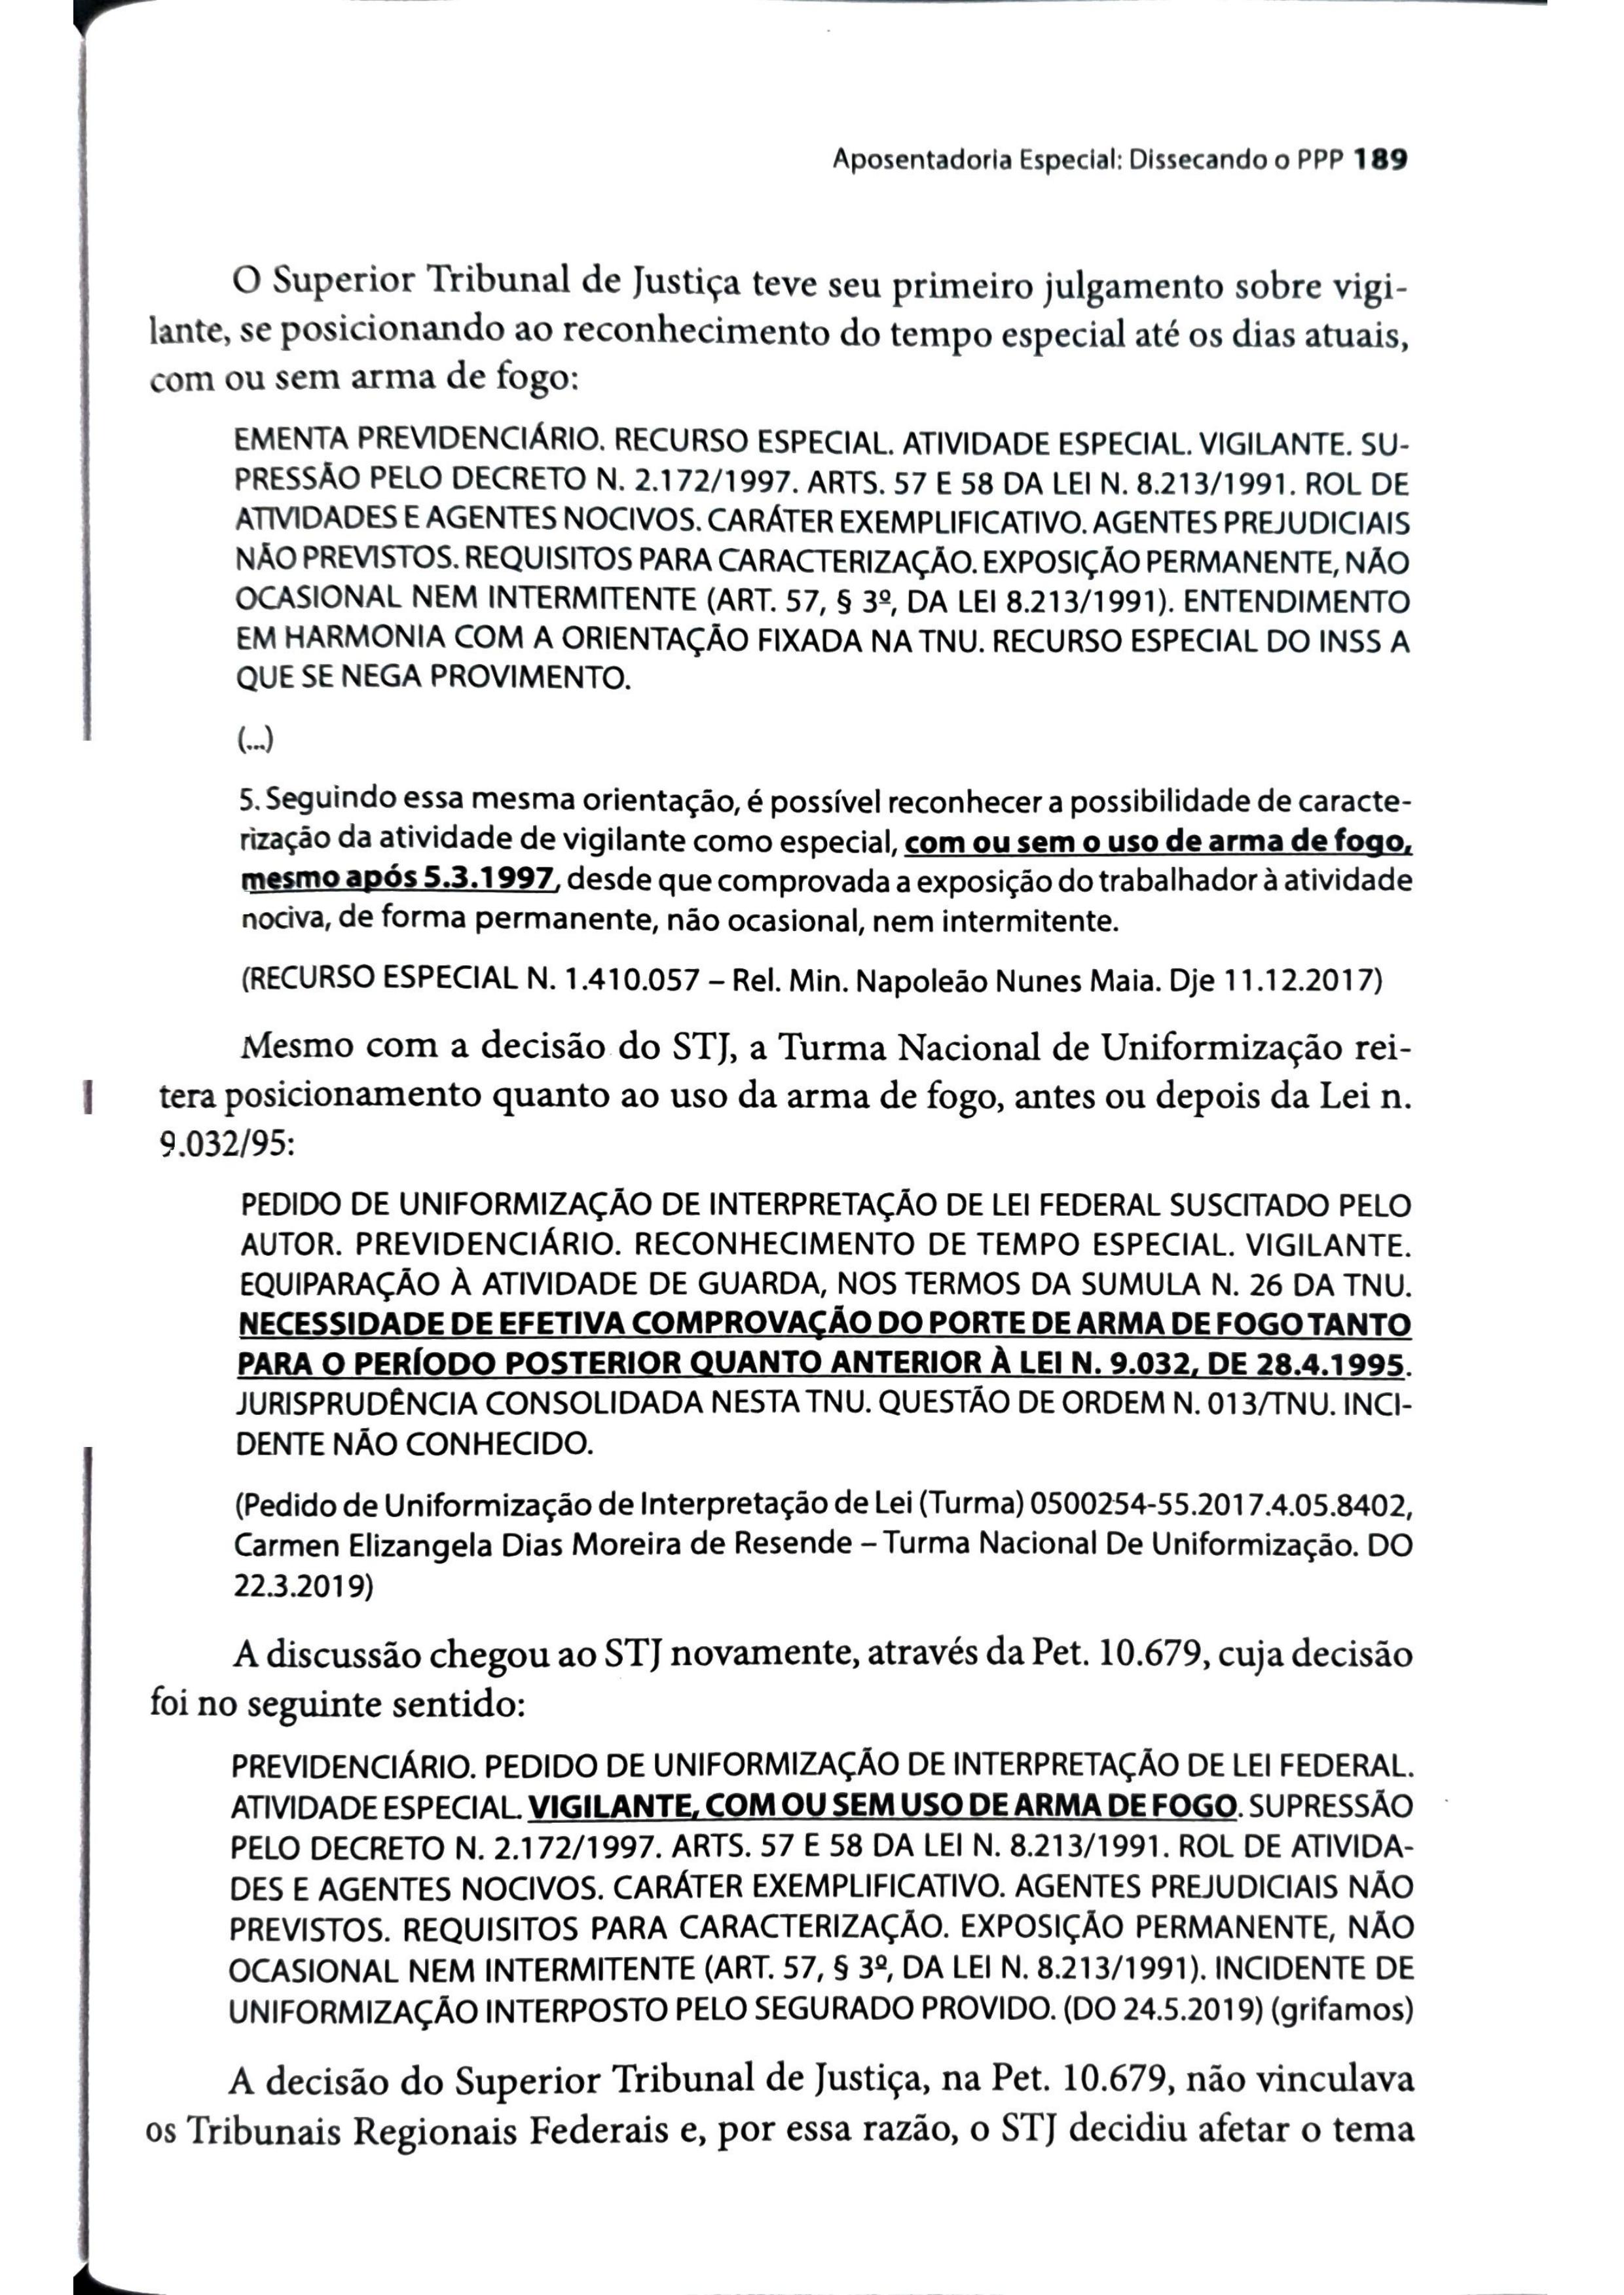 Aposentadoria Especial: Dissecando o PPP 189
O Superior Tribunal de Justiça teve seu primeiro julgamento sobre vigi-
lante, se posicionando ao reconhecimento do tempo especial até os dias atuais,
com ou sem arma de fogo:
EMENTA PREVIDENCIÁRIO. RECURSO ESPECIAL. ATIVIDADE ESPECIAL. VIGILANTE. SU-
PRESSÃO PELO DECRETO N. 2.172/1997. ARTS. 57 E 58 DA LEI N. 8.213/1991. ROL DE
ATIVIDADES E AGENTES NOCIVOS. CARÁTER EXEMPLIFICATIVO. AGENTES PREJUDICIAIS
NÃO PREVISTOS. REQUISITOS PARA CARACTERIZAÇÃO. EXPOSIÇÃO PERMANENTE, NÃO
OCASIONAL NEM INTERMITENTE (ART. 57, § 3º, DA LEI 8.213/1991). ENTENDIMENTO
EM HARMONIA COM A ORIENTAÇÃO FIXADA NA TNU. RECURSO ESPECIAL DO INSS A
QUE SE NEGA PROVIMENTO.
(...)
5. Seguindo essa mesma orientação, é possível reconhecer a possibilidade de caracte-
rização da atividade de vigilante como especial, com ou sem o uso de arma de fogo,
mesmo após 5.3.1997, desde que comprovada a exposição do trabalhador à atividade
nociva, de forma permanente, não ocasional, nem intermitente.
(RECURSO ESPECIAL N. 1.410.057 – Rel. Min. Napoleão Nunes Maia. Dje 11.12.2017)
Mesmo com a decisão do STJ, a Turma Nacional de Uniformização rei-
tera posicionamento quanto ao uso da arma de fogo, antes ou depois da Lei n.
9.032/95:
PEDIDO DE UNIFORMIZAÇÃO DE INTERPRETAÇÃO DE LEI FEDERAL SUSCITADO PELO
AUTOR. PREVIDENCIÁRIO. RECONHECIMENTO DE TEMPO ESPECIAL. VIGILANTE.
EQUIPARAÇÃO À ATIVIDADE DE GUARDA, NOS TERMOS DA SUMULA N. 26 DA TNU.
NECESSIDADE DE EFETIVA COMPROVAÇÃO DO PORTE DE ARMA DE FOGO TANTO
PARA O PERÍODO POSTERIOR QUANTO ANTERIOR À LEI N. 9.032, DE 28.4.1995.
JURISPRUDÊNCIA CONSOLIDADA NESTA TNU. QUESTÃO DE ORDEM N. 013/TNU. INCI-
DENTE NÃO CONHECIDO.
(Pedido de Uniformização de Interpretação de Lei (Turma) 0500254-55.2017.4.05.8402,
Carmen Elizangela Dias Moreira de Resende – Turma Nacional De Uniformização. DO
22.3.2019)
A discussão chegou ao STJ novamente, através da Pet. 10.679, cuja decisão
foi no seguinte sentido:
PREVIDENCIÁRIO. PEDIDO DE UNIFORMIZAÇÃO DE INTERPRETAÇÃO DE LEI FEDERAL.
ATIVIDADE ESPECIAL. VIGILANTE, COM OU SEM USO DE ARMA DE FOGO. SUPRESSÃO
PELO DECRETO N. 2.172/1997. ARTS. 57 E 58 DA LEI N. 8.213/1991. ROL DE ATIVIDA-
DES E AGENTES NOCIVOS. CARÁTER EXEMPLIFICATIVO. AGENTES PREJUDICIAIS NÃO
PREVISTOS. REQUISITOS PARA CARACTERIZAÇÃO. EXPOSIÇÃO PERMANENTE, NÃO
OCASIONAL NEM INTERMITENTE (ART. 57, § 3º, DA LEI N. 8.213/1991). INCIDENTE DE
UNIFORMIZAÇÃO INTERPOSTO PELO SEGURADO PROVIDO. (DO 24.5.2019) (grifamos)
A decisão do Superior Tribunal de Justiça, na Pet. 10.679, não vinculava
os Tribunais Regionais Federais e, por essa razão, o STJ decidiu afetar o tema